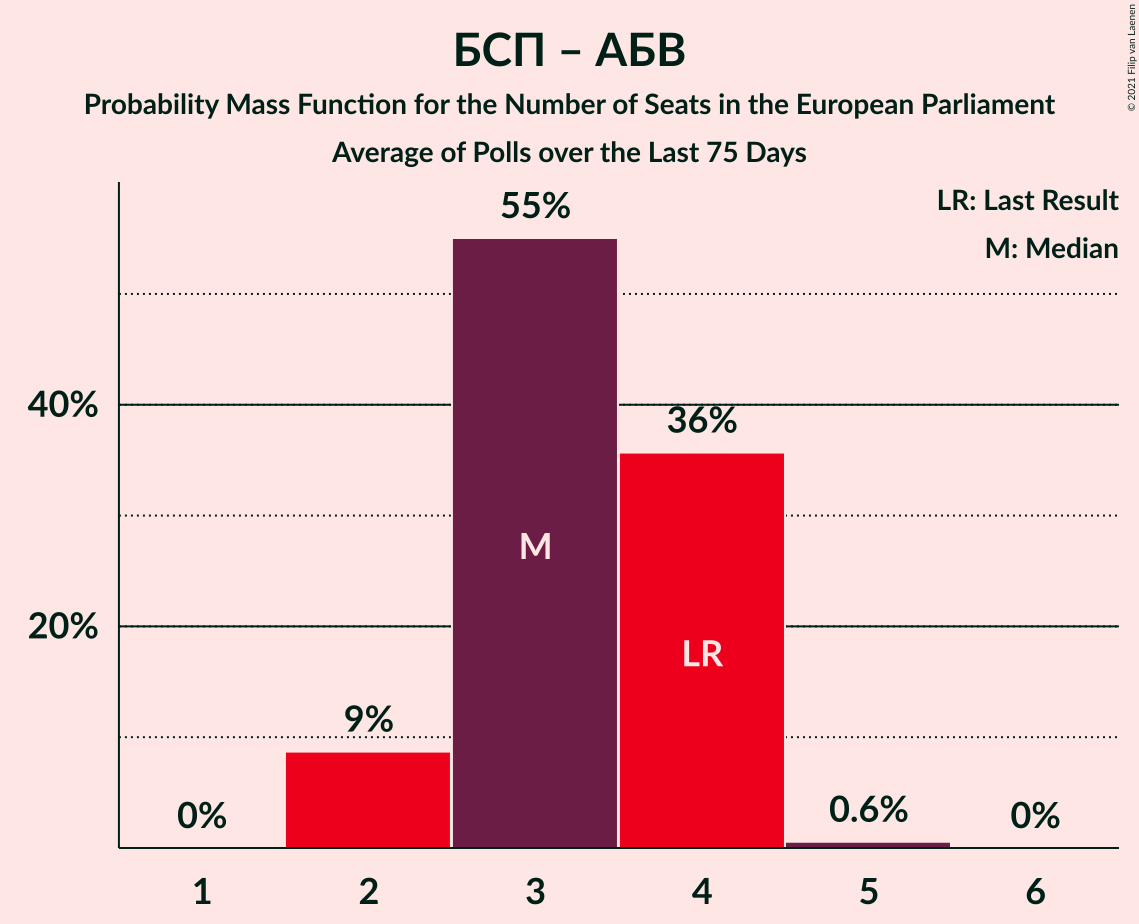 БСП – АБВ
Probability Mass Function for the Number of Seats in the European Parliament
Average of Polls over the Last 75 Days
© 2021 Filip van Laenen
LR: Last Result
M: Median
55%
40%
36%
M
20%
LR
9%
0%
0.6%
0%
1 2 3 4 5 6